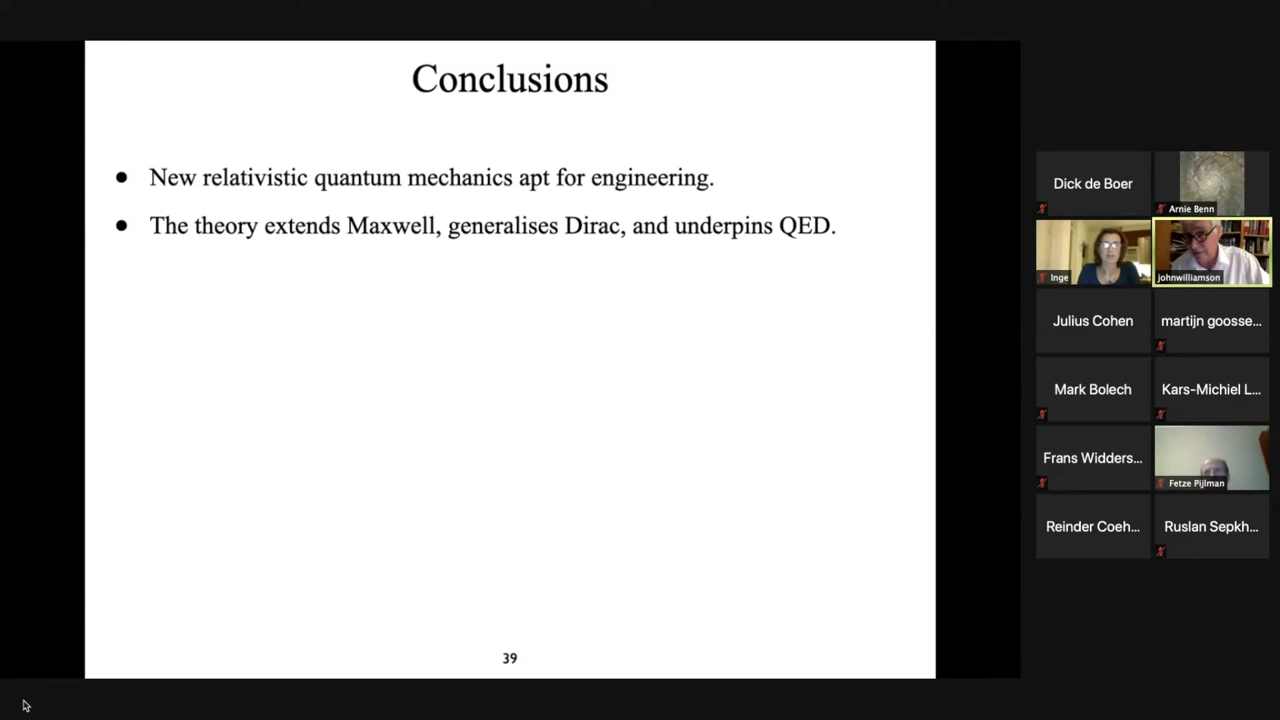 Conclusions
● New relativistic quantum mechanics apt for engineering.
● The theory extends Maxwell, generalises Dirac, and underpins QED.
39
Dick de Boer
Arnie Benn
Inge
johnwilliamson
Julius Cohen
martijn goosse...
Mark Bolech
Kars-Michiel L...
Frans Widders...
Fetze Pijlman
Reinder Coeh...
Ruslan Sepkh...